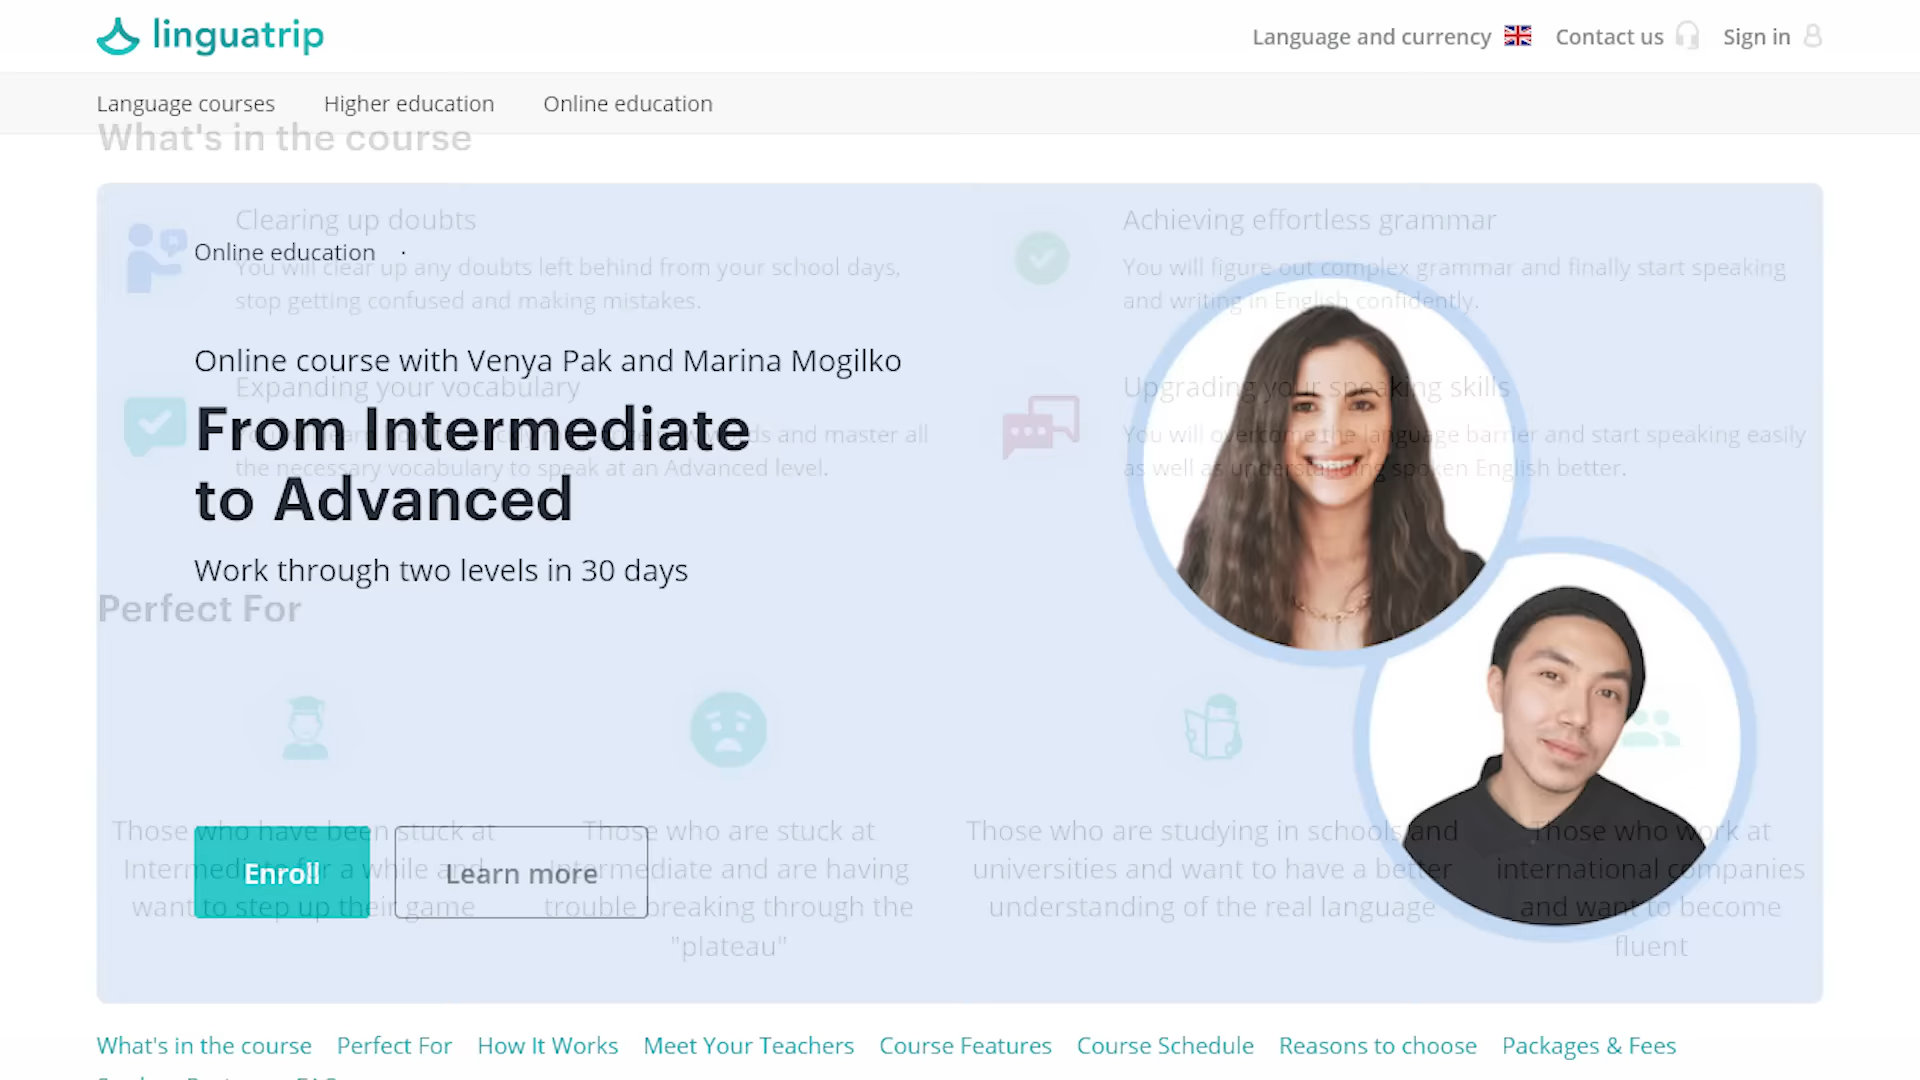 linguatrip
Language and currency
Contact us
Sign in
Language courses
Higher education
Online education
What's in the course
Clearing up doubts
Achieving effortless grammar
Online education ·
You will clear up any doubts left behind from your school days,
stop getting confused and making mistakes.
You will figure out complex grammar and finally start speaking
and writing in English confidently.
Online course with Venya Pak and Marina Mogilko
Expanding your vocabulary
Upgrading your speaking skills
From Intermediate
to Advanced
and master all
the necessary vocabulary to speak at an Advanced level.
You will overcome the language barrier and start speaking easily
as well as understanding spoken English better.
Work through two levels in 30 days
Perfect For
Those who have been stuck at
Intermediate for a while and
want to step up their game
Those who are stuck at
Intermediate and are having
trouble breaking through the
"plateau"
Those who are studying in schools and
universities and want to have a better
understanding of the real language
Those who work at
international companies
and want to become
fluent
Enroll
Learn more
What's in the course
Perfect For
How It Works
Meet Your Teachers
Course Features
Course Schedule
Reasons to choose
Packages & Fees